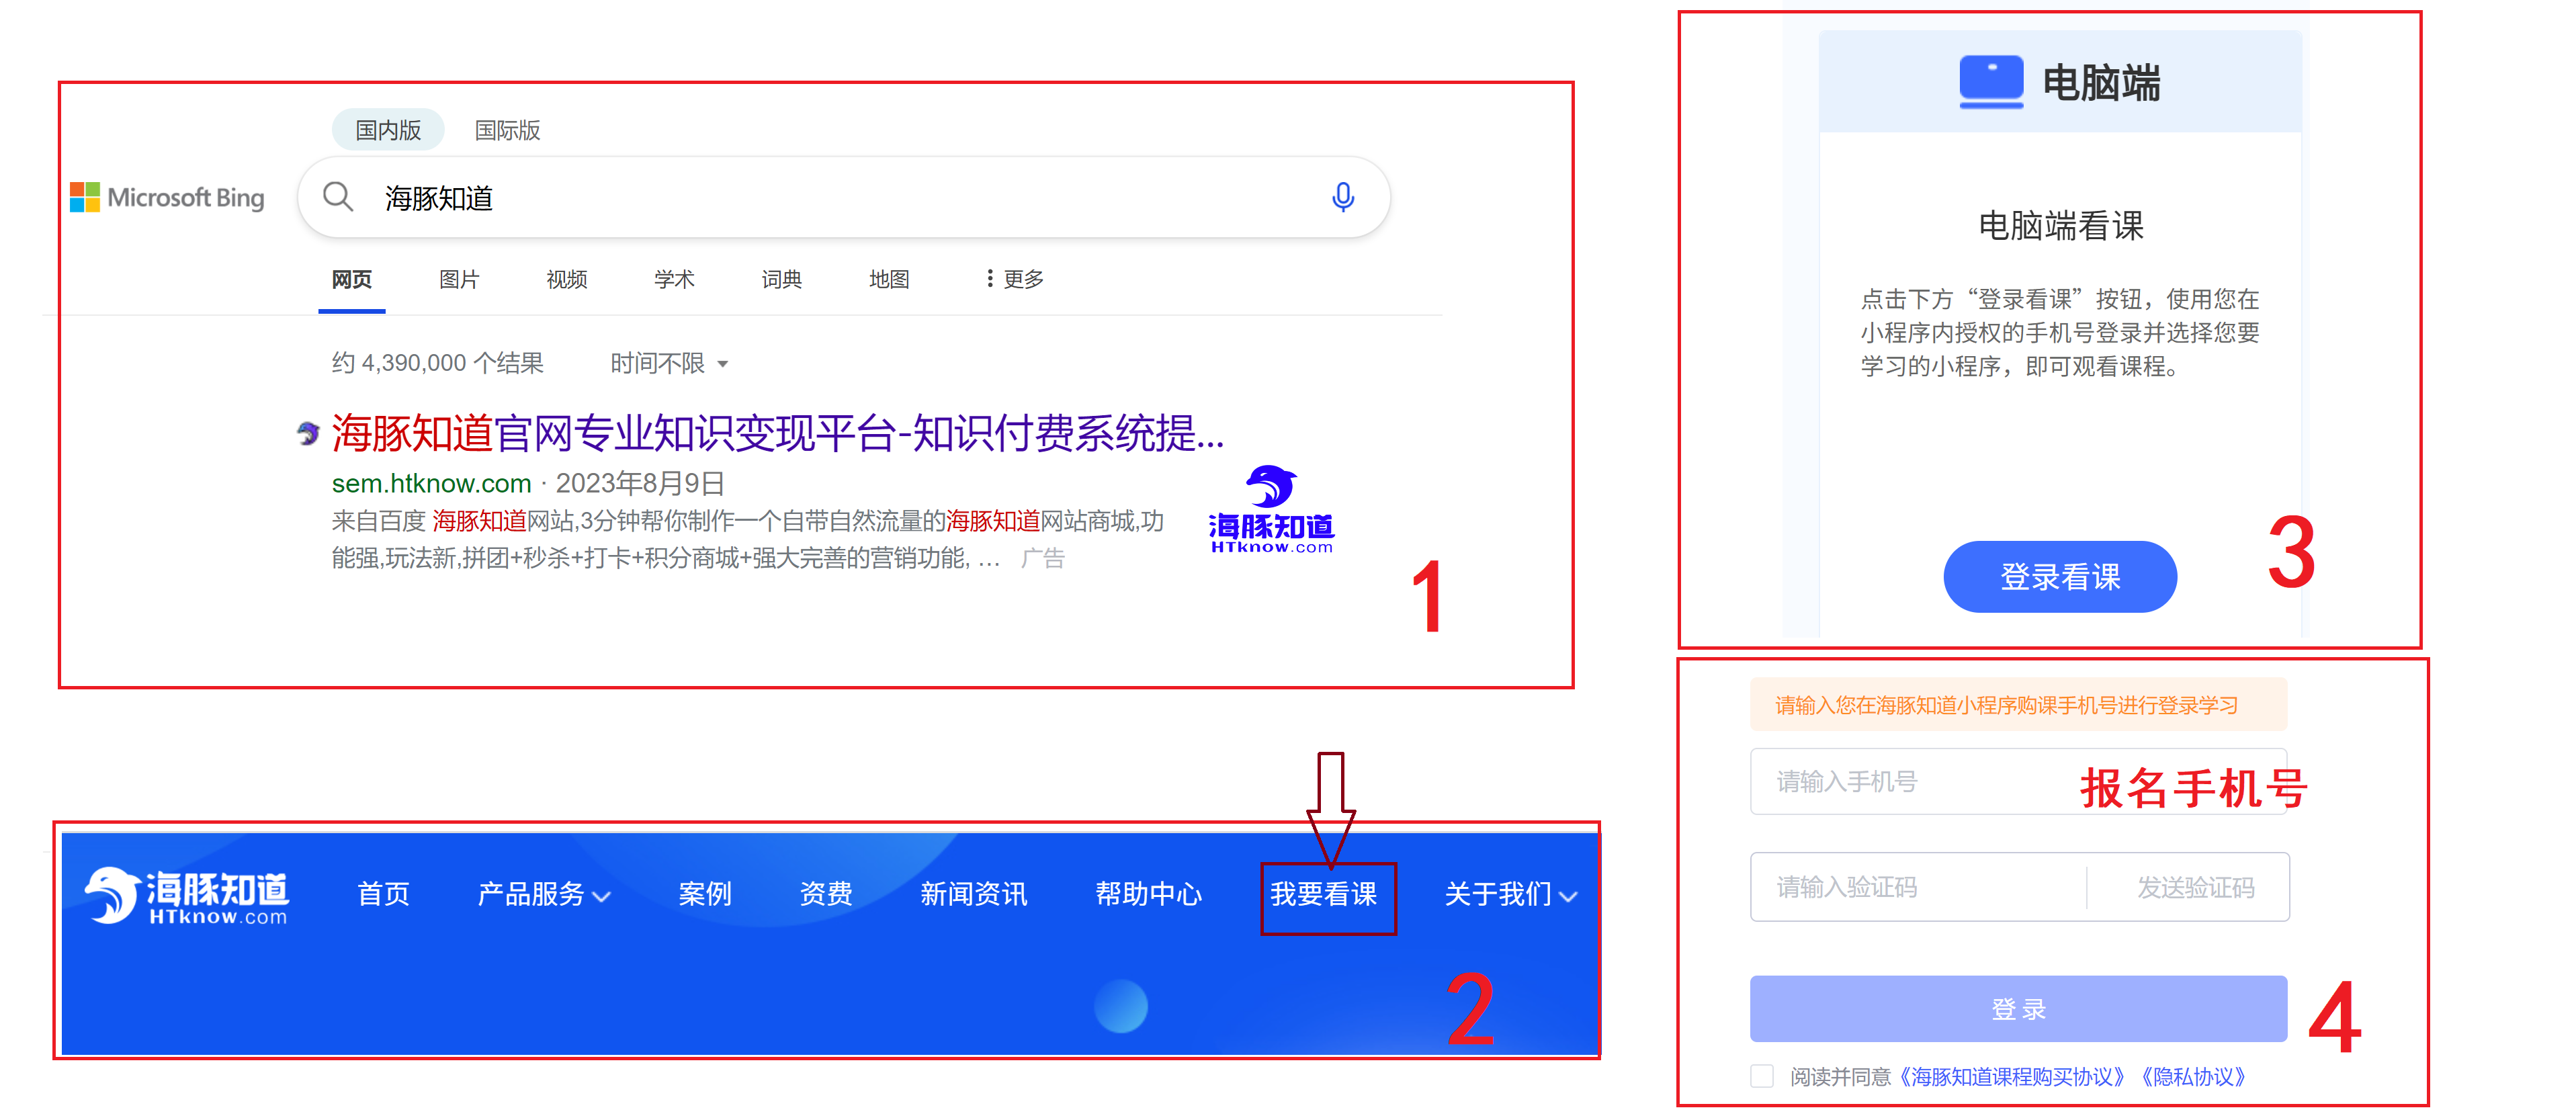 国内版 国际版
Microsoft Bing 海豚知道
网页 图片 视频 学术 词典 地图 更多
约 4,390,000 个结果 时间不限
海豚知道官网专业知识变现平台-知识付费系统提...
sem.htknow.com · 2023年8月9日
来自百度 海豚知道网站,3分钟帮你制作一个自带自然流量的海豚知道网站商城,功
能强,玩法新,拼团+秒杀+打卡+积分商城+强大完善的营销功能, … 广告
海豚知道
HTknow.com
1
海豚知道
HTknow.com
首页 产品服务 案例 资费 新闻资讯 帮助中心 我要看课 关于我们
2
电脑端
电脑端看课
点击下方“登录看课”按钮，使用您在
小程序内授权的手机号登录并选择您要
学习的小程序，即可观看课程。
登录看课
3
请输入您在海豚知道小程序购课手机号进行登录学习
请输入手机号 报名手机号
请输入验证码 发送验证码
登录
4
阅读并同意《海豚知道课程购买协议》《隐私协议》